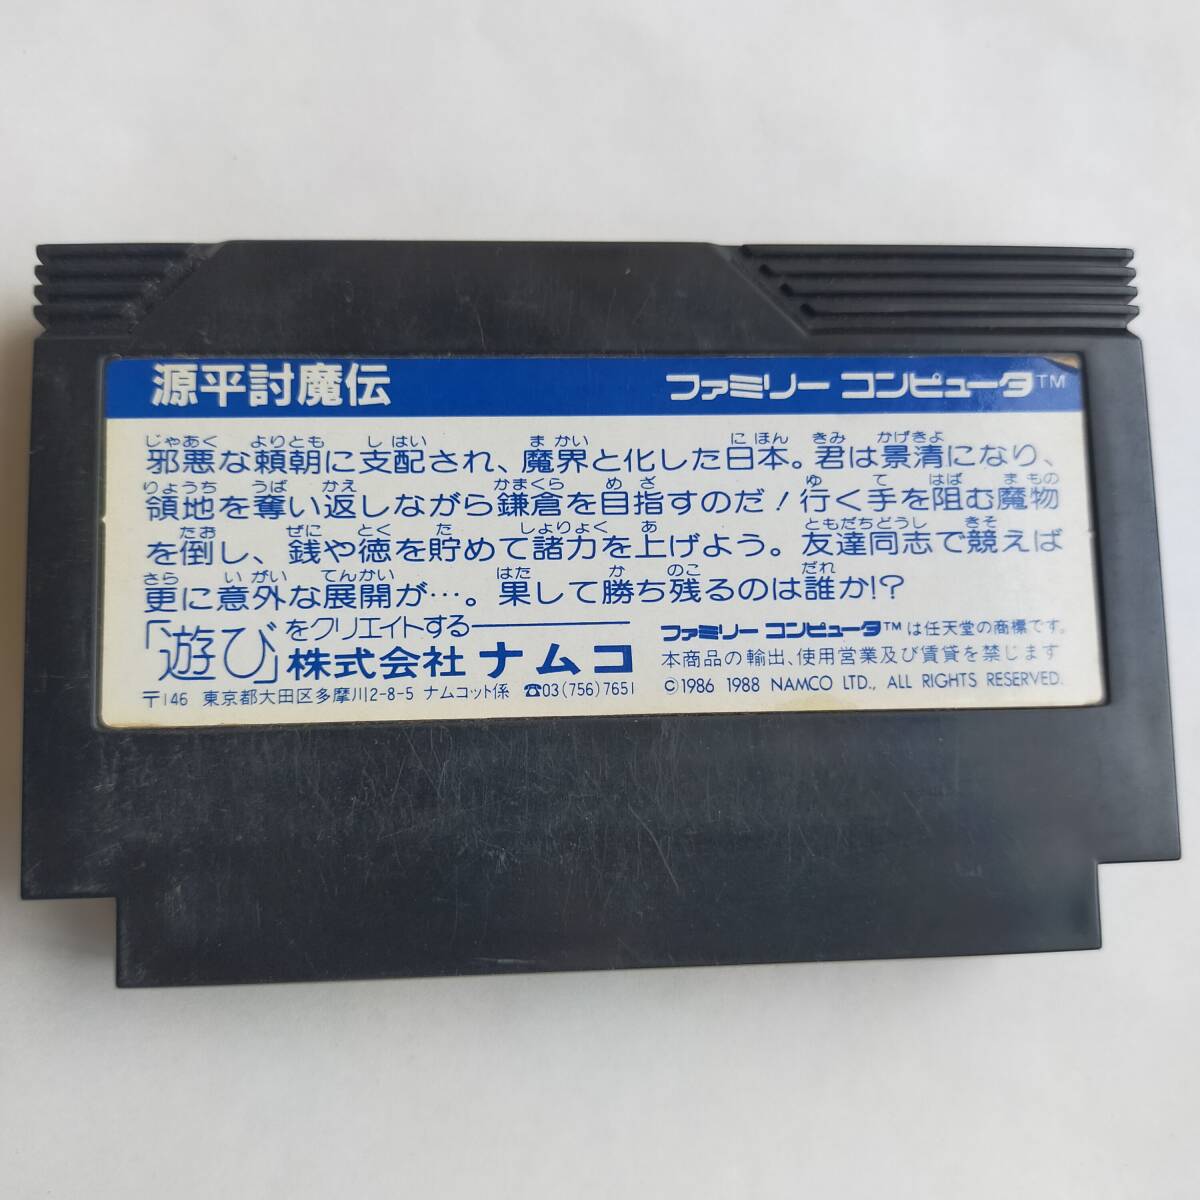 源平討魔伝 ファミリー コンピュータ™
じゃあく よりとも しはい まかい にほん きみ かげきよ
邪悪な頼朝に支配され、魔界と化した日本。君は景清になり、
りょうち うば かえ かまくら めざ ゆ て はば まもの
領地を奪い返しながら鎌倉を目指すのだ！行く手を阻む魔物
たお ぜに とく た しょりょく あ ともだちどうし きそ
を倒し、銭や徳を貯めて諸力を上げよう。友達同志で競えば
さら いがい てんかい はた か のこ だれ
更に意外な展開が…。果して勝ち残るのは誰か!?
「遊び」をクリエイトする
株式会社 ナムコ
〒146 東京都大田区多摩川2-8-5 ナムコット係 ☎03(756)7651
ファミリー コンピュータ™は任天堂の商標です。
本商品の輸出、使用営業及び賃貸を禁じます
©1986 1988 NAMCO LTD., ALL RIGHTS RESERVED.